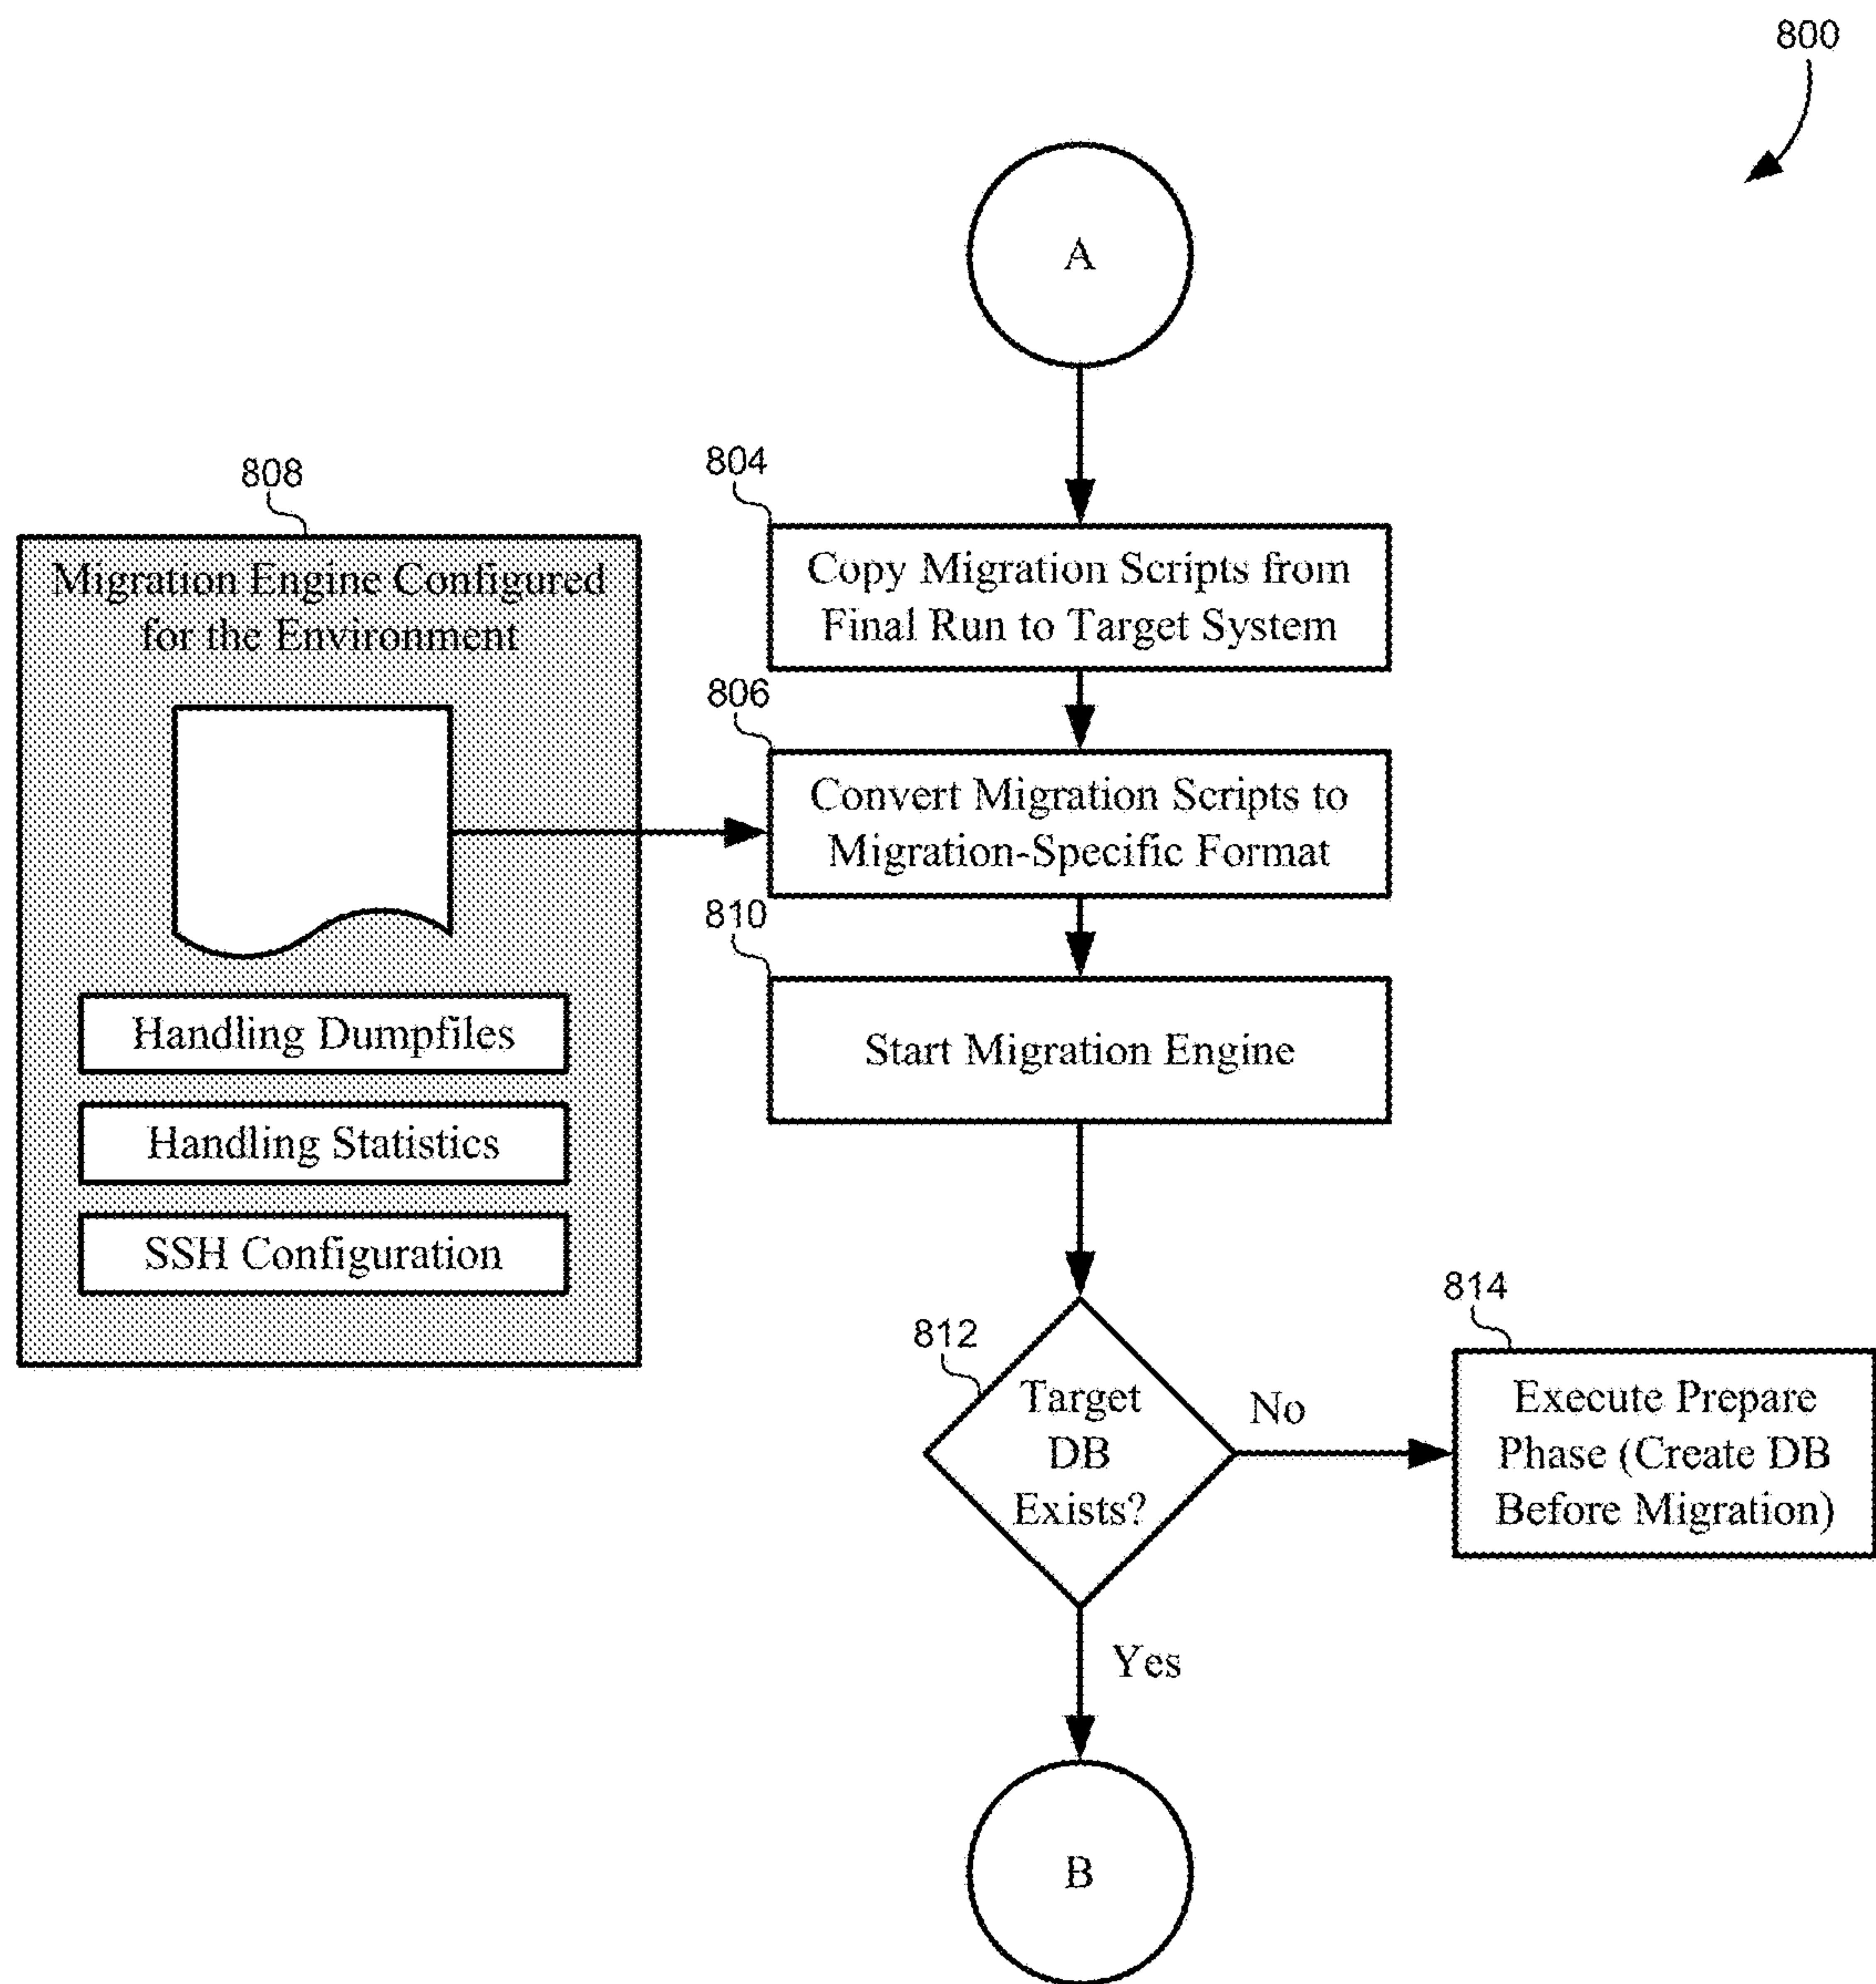 800
A
804
Copy Migration Scripts from
Final Run to Target System
808
Migration Engine Configured
for the Environment
806
Convert Migration Scripts to
Migration-Specific Format
810
Start Migration Engine
Handling Dumpfiles
Handling Statistics
SSH Configuration
812
Target
DB
Exists?
No
814
Execute Prepare
Phase (Create DB
Before Migration)
Yes
B